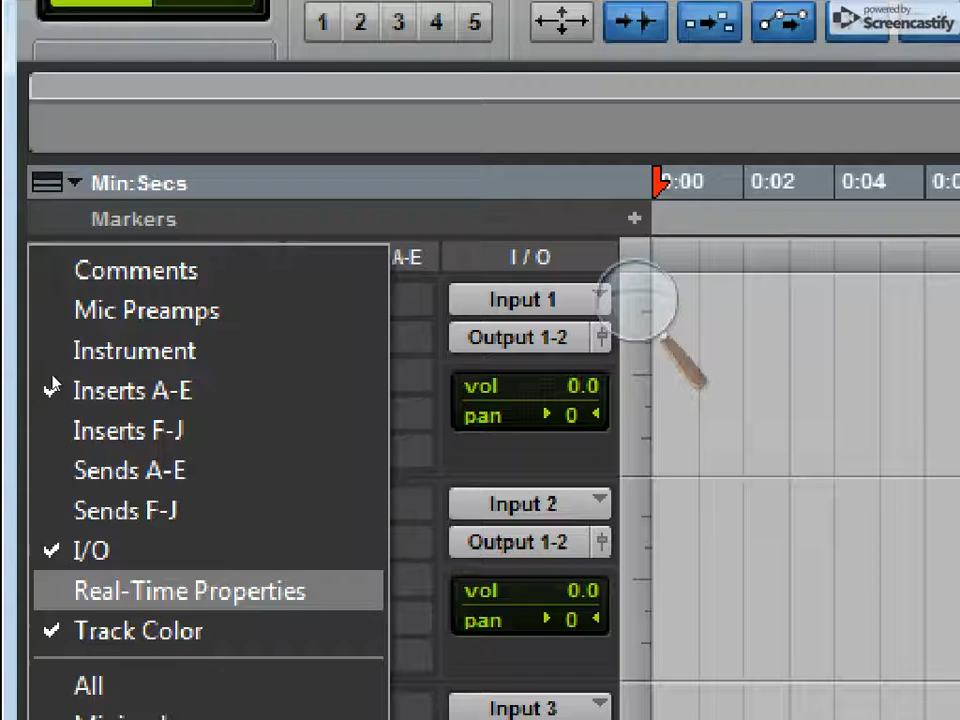 1 2 3 4 5
powered by
Screencastify
Min:Secs
0:00 0:02 0:04
Markers
A-E I / O
Comments
Mic Preamps
Instrument
Inserts A-E
Inserts F-J
Sends A-E
Sends F-J
I/O
Real-Time Properties
Track Color
All
Input 1
Output 1-2
vol 0.0
pan 0
Input 2
Output 1-2
vol 0.0
pan 0
Input 3